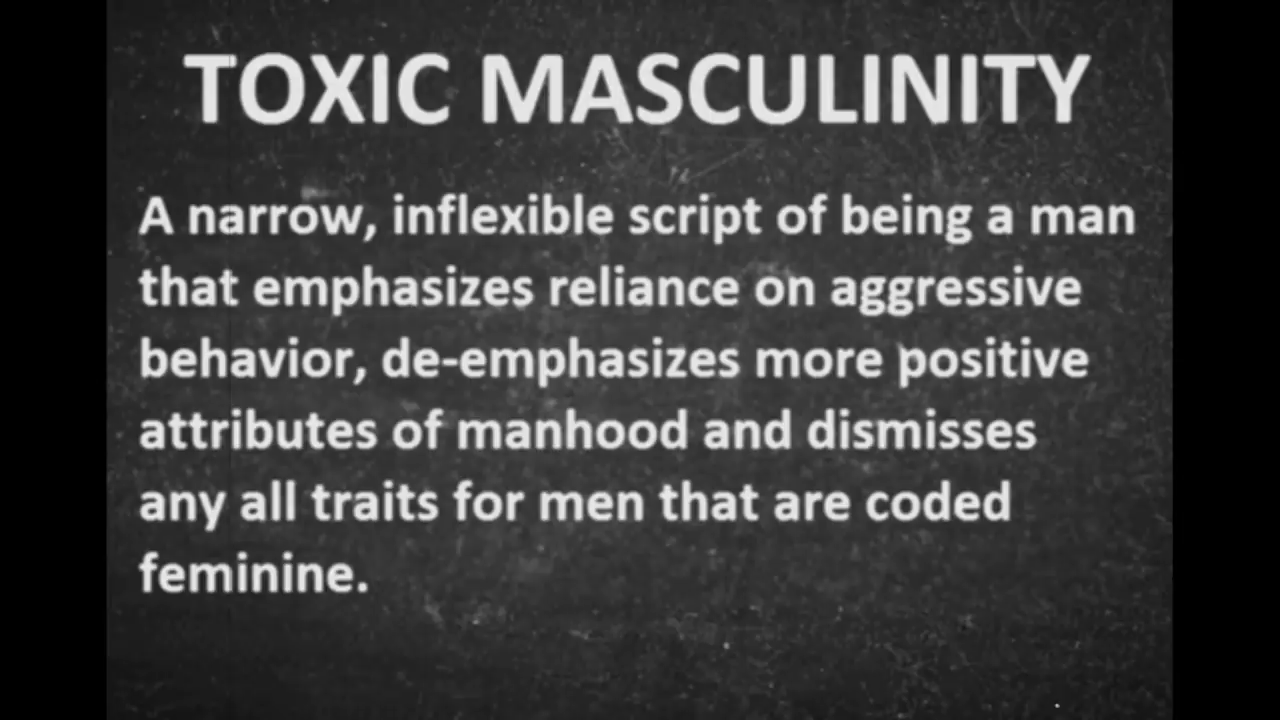 TOXIC MASCULINITY
A narrow, inflexible script of being a man
that emphasizes reliance on aggressive
behavior, de-emphasizes more positive
attributes of manhood and dismisses
any all traits for men that are coded
feminine.